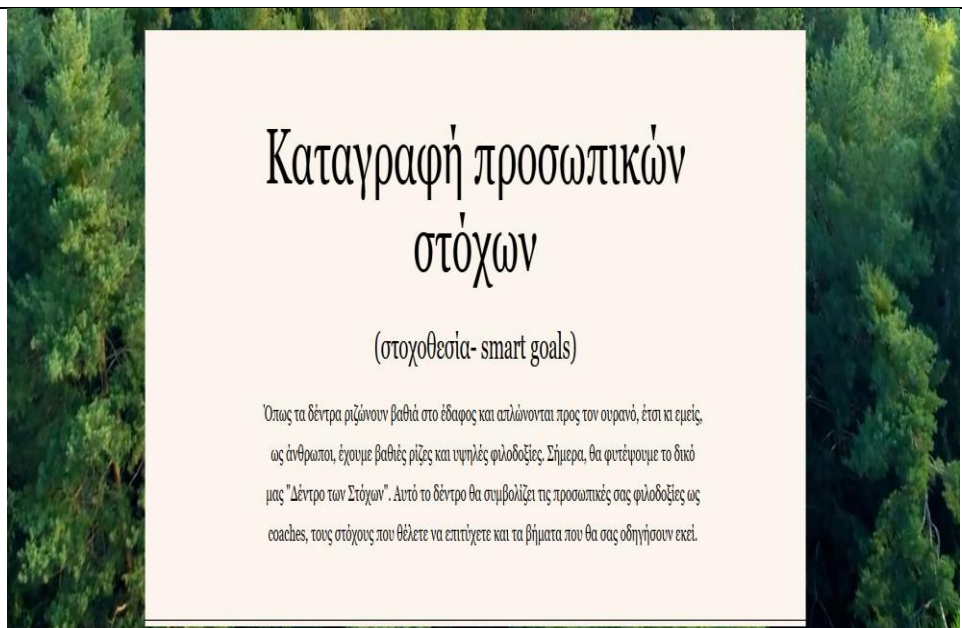 Καταγραφή προσωπικών
στόχων
(στοχοθεσία- smart goals)
Όπως τα δέντρα ριζώνουν βαθιά στο έδαφος και απλώνονται προς τον ουρανό, έτσι κι εμείς,
ως άνθρωποι, έχουμε βαθιές ρίζες και υψηλές φιλοδοξίες. Σήμερα, θα φυτέψουμε το δικό
μας "Δέντρο των Στόχων". Αυτό το δέντρο θα συμβολίζει τις προσωπικές σας φιλοδοξίες ως
coaches, τους στόχους που θέλετε να επιτύχετε και τα βήματα που θα σας οδηγήσουν εκεί.